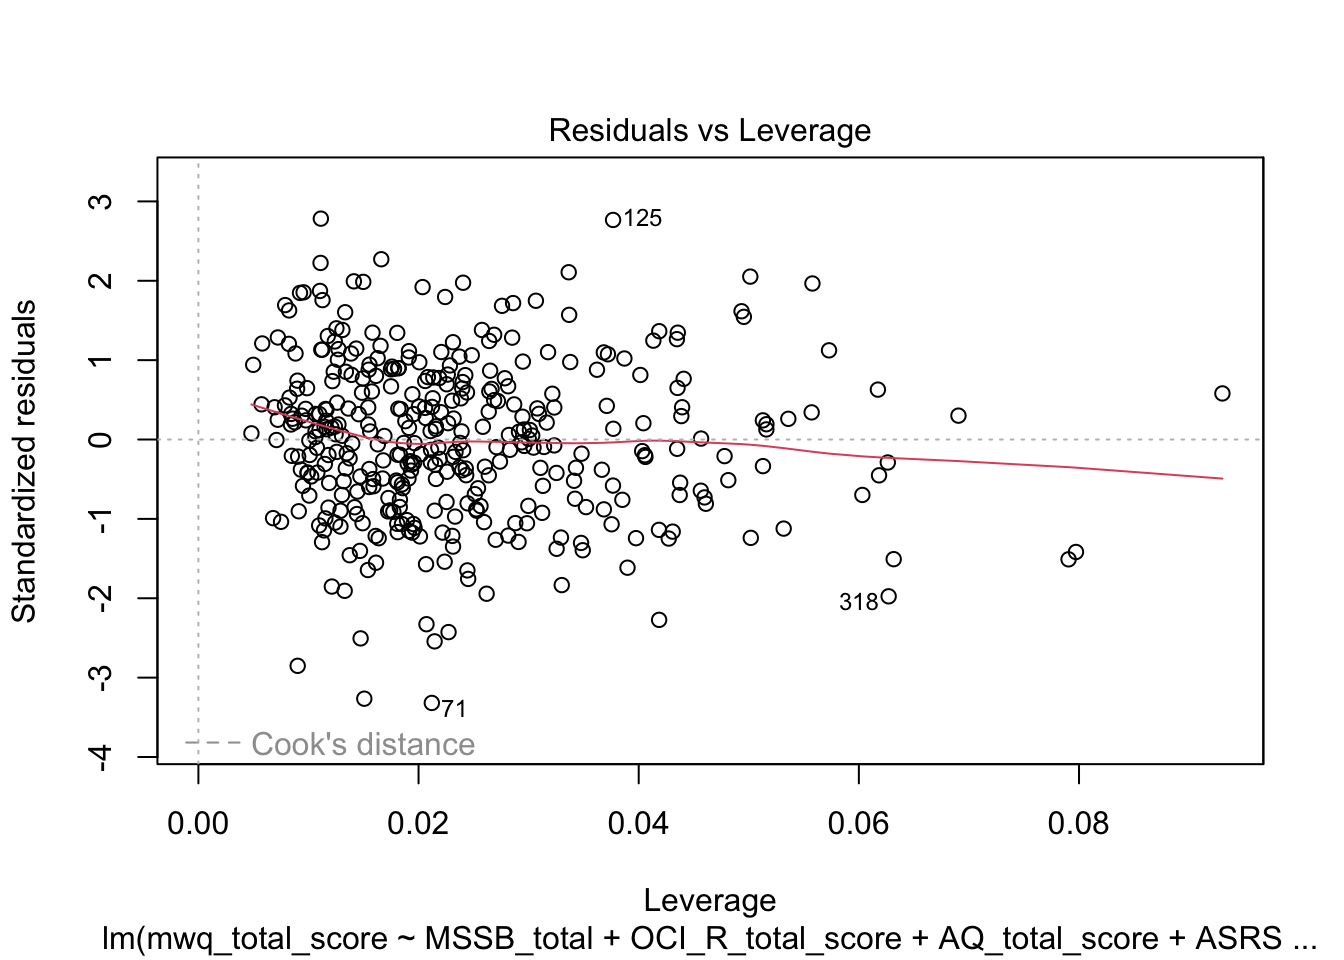 Residuals vs Leverage
Standardized residuals
3
2
1
0
-1
-2
-3
-4
125
318
71
Cook's distance
0.00 0.02 0.04 0.06 0.08
Leverage
lm(mwq_total_score ~ MSSB_total + OCI_R_total_score + AQ_total_score + ASRS ...